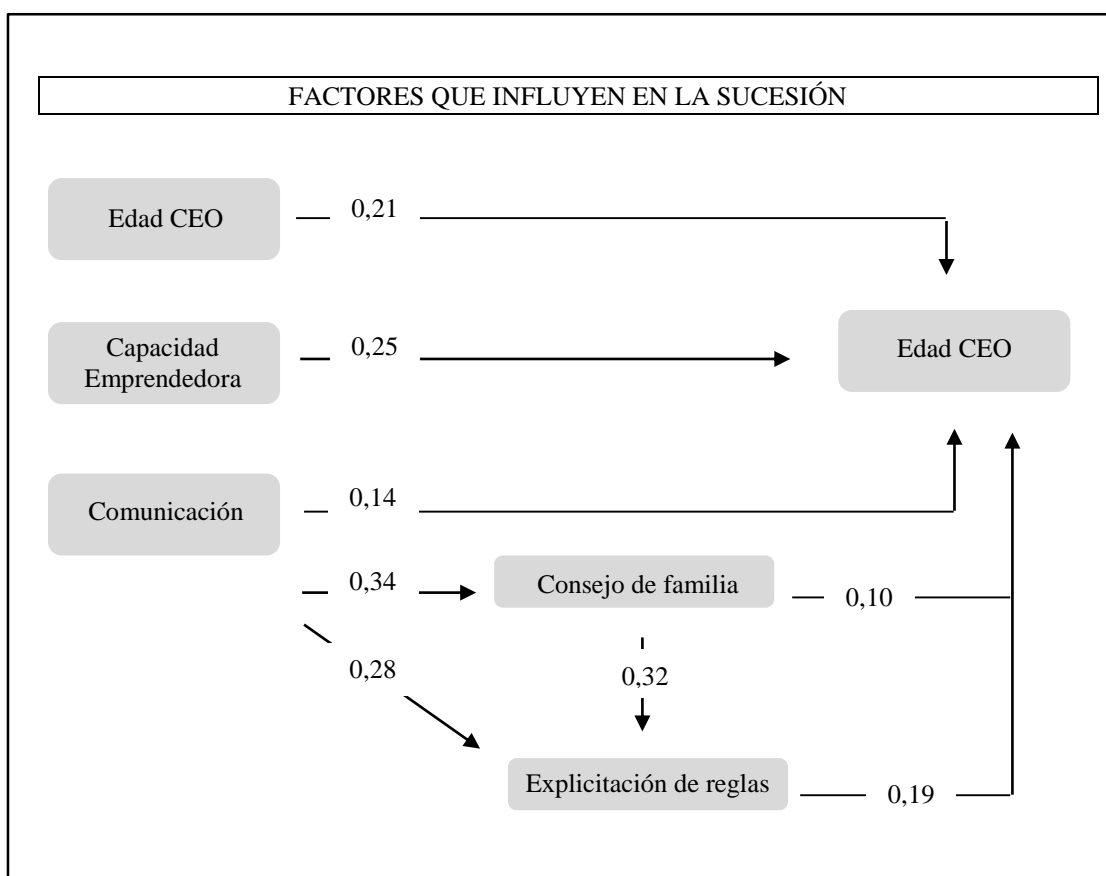 FACTORES QUE INFLUYEN EN LA SUCESIÓN
Edad CEO
0,21
Capacidad
Emprendedora
0,25
Edad CEO
Comunicación
0,14
0,34
Consejo de familia
0,10
0,28
0,32
Explicitación de reglas
0,19